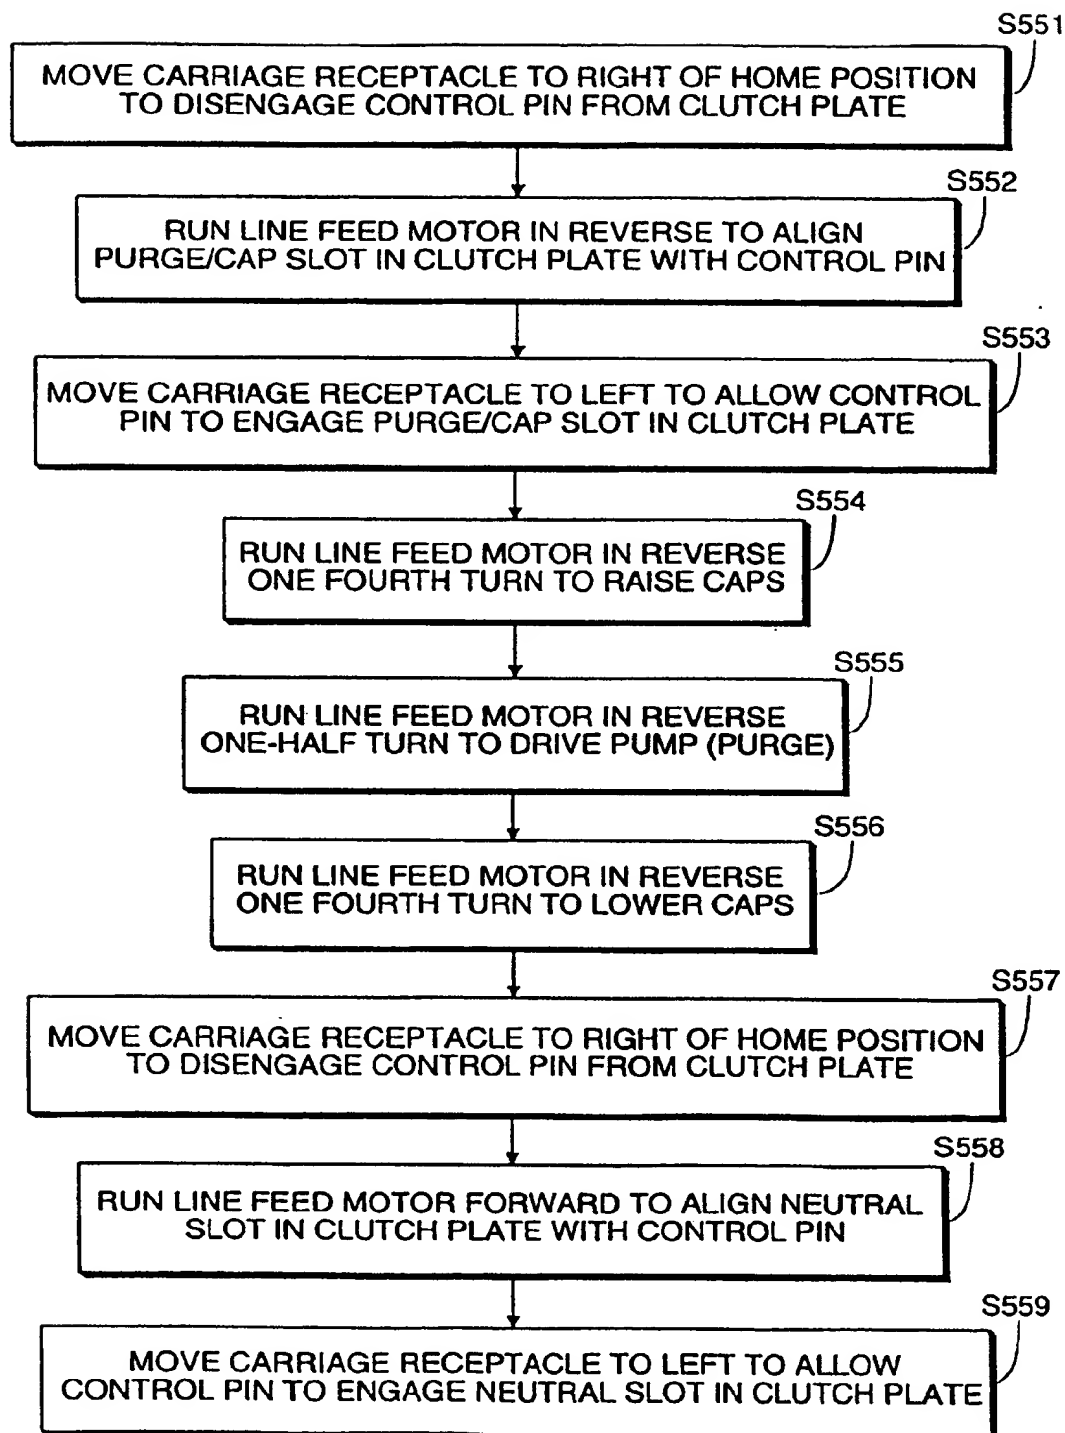 S551
MOVE CARRIAGE RECEPTACLE TO RIGHT OF HOME POSITION
TO DISENGAGE CONTROL PIN FROM CLUTCH PLATE
S552
RUN LINE FEED MOTOR IN REVERSE TO ALIGN
PURGE/CAP SLOT IN CLUTCH PLATE WITH CONTROL PIN
S553
MOVE CARRIAGE RECEPTACLE TO LEFT TO ALLOW CONTROL
PIN TO ENGAGE PURGE/CAP SLOT IN CLUTCH PLATE
S554
RUN LINE FEED MOTOR IN REVERSE
ONE FOURTH TURN TO RAISE CAPS
S555
RUN LINE FEED MOTOR IN REVERSE
ONE-HALF TURN TO DRIVE PUMP (PURGE)
S556
RUN LINE FEED MOTOR IN REVERSE
ONE FOURTH TURN TO LOWER CAPS
S557
MOVE CARRIAGE RECEPTACLE TO RIGHT OF HOME POSITION
TO DISENGAGE CONTROL PIN FROM CLUTCH PLATE
S558
RUN LINE FEED MOTOR FORWARD TO ALIGN NEUTRAL
SLOT IN CLUTCH PLATE WITH CONTROL PIN
S559
MOVE CARRIAGE RECEPTACLE TO LEFT TO ALLOW
CONTROL PIN TO ENGAGE NEUTRAL SLOT IN CLUTCH PLATE